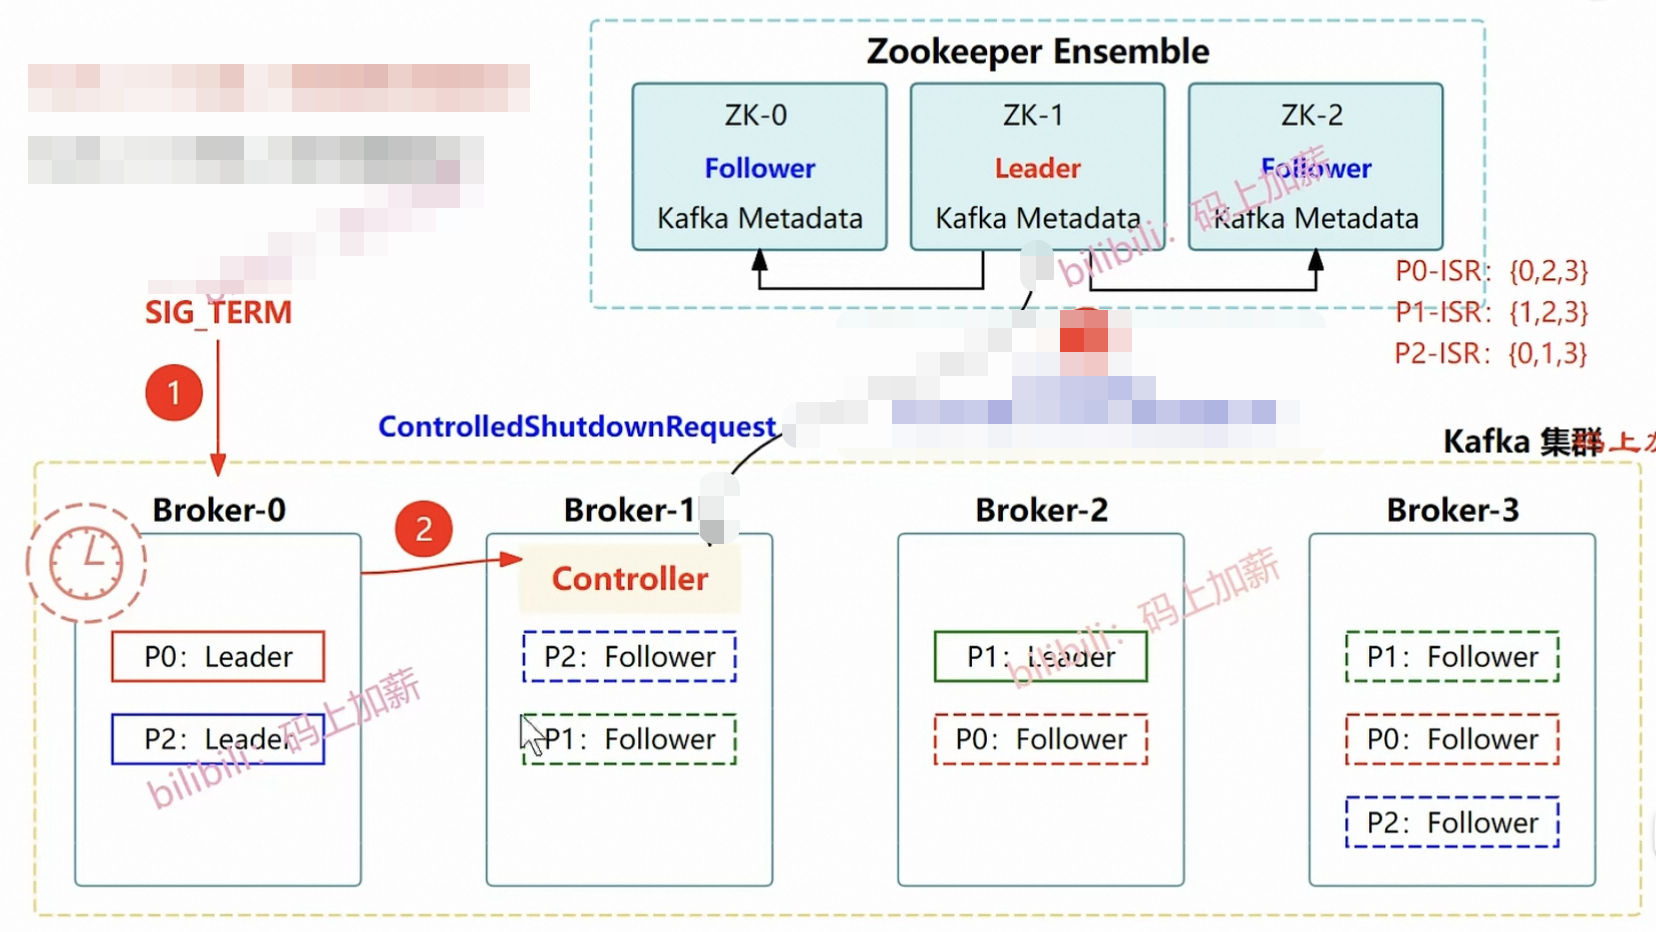 Zookeeper Ensemble
ZK-0
Follower
Kafka Metadata
ZK-1
Leader
Kafka Metadata
ZK-2
Follower
Kafka Metadata
bilibili：码上加薪
P0-ISR：{0,2,3}
P1-ISR：{1,2,3}
P2-ISR：{0,1,3}
SIG_TERM
1
ControlledShutdownRequest
Kafka 集群
码上加
Broker-0
2
Broker-1
Broker-2
Broker-3
Controller
P0：Leader
P2：Leader
bilibili：码上加薪
P2：Follower
P1：Follower
P1：Leader
P0：Follower
bilibili：码上加薪
P1：Follower
P0：Follower
P2：Follower